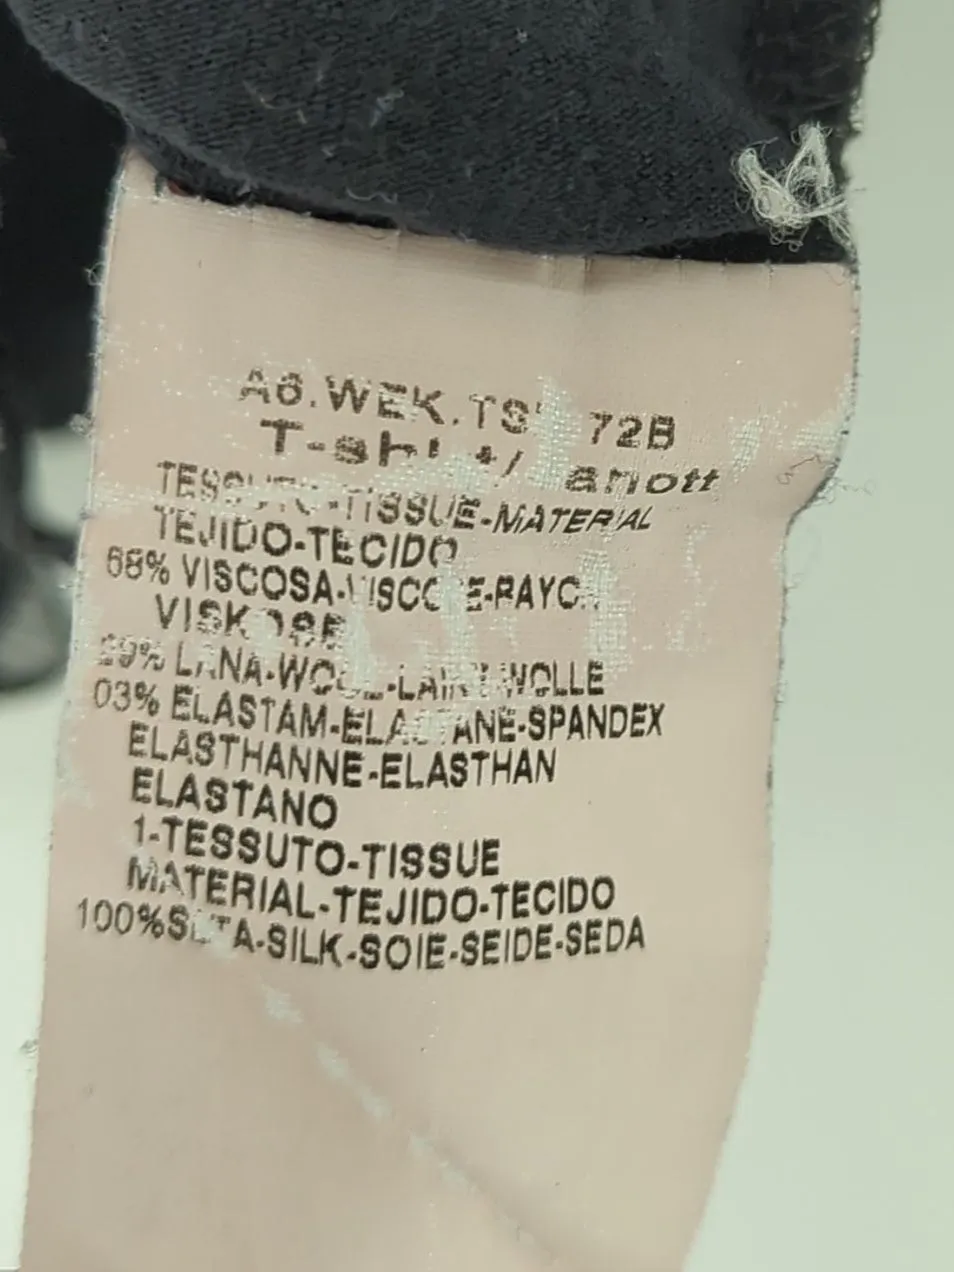 A6.WEK.TS 72B
T-shirt/
TESSUTO-TISSUE-MATERIAL
TEJIDO-TECIDO
68% VISCOSA-VISCOSE-RAYON
VISKOSE
29% LANA-WOOL-LAINE-WOLLE
03% ELASTAM-ELASTANE-SPANDEX
ELASTHANNE-ELASTHAN
ELASTANO
1-TESSUTO-TISSUE
MATERIAL-TEJIDO-TECIDO
100%SETA-SILK-SOIE-SEIDE-SEDA